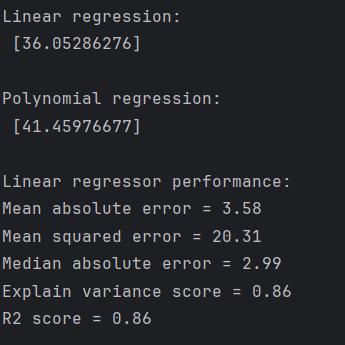 Linear regression:
[36.05286276]
Polynomial regression:
[41.45976677]
Linear regressor performance:
Mean absolute error = 3.58
Mean squared error = 20.31
Median absolute error = 2.99
Explain variance score = 0.86
R2 score = 0.86